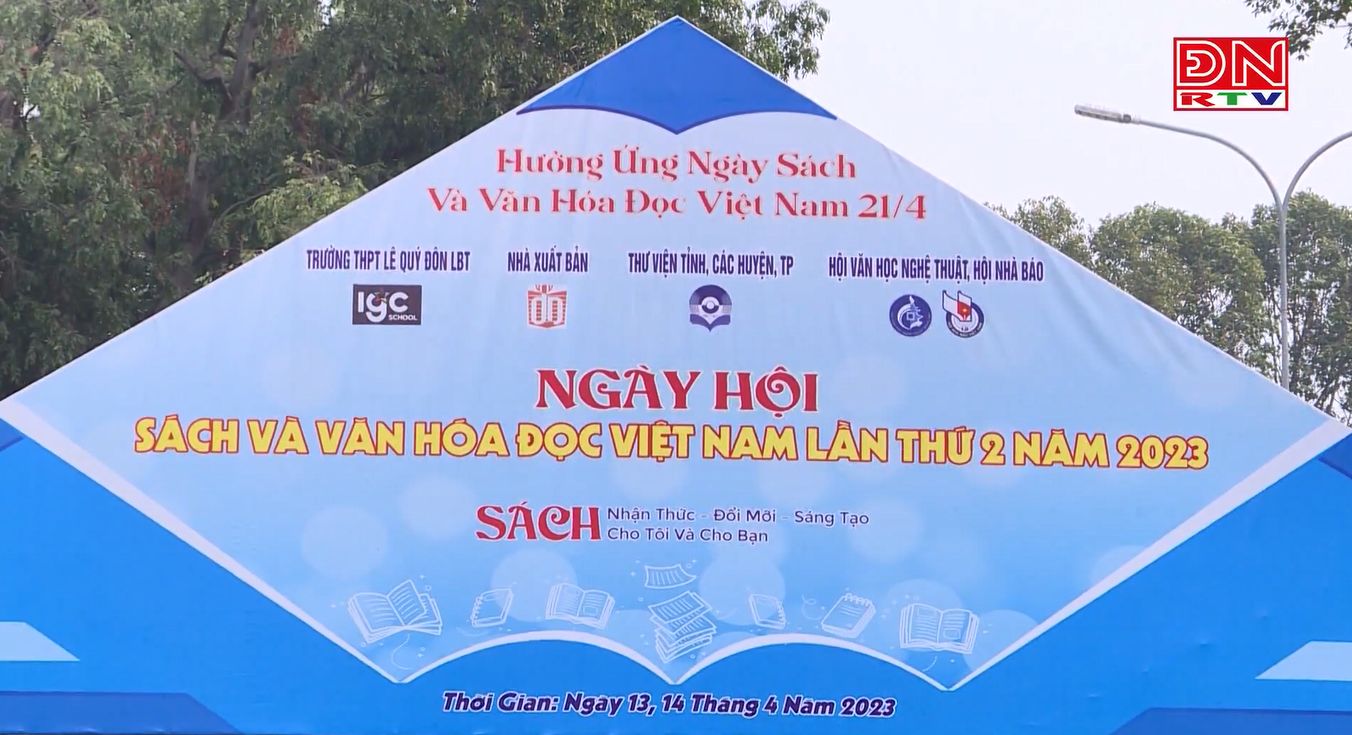 ĐN
RTV
Hưởng Ứng Ngày Sách
Và Văn Hóa Đọc Việt Nam 21/4
TRƯỜNG THPT LÊ QUÝ ĐÔN LBT
NHÀ XUẤT BẢN
THƯ VIỆN TỈNH, CÁC HUYỆN, TP
HỘI VĂN HỌC NGHỆ THUẬT, HỘI NHÀ BÁO
IGC
SCHOOL
NGÀY HỘI
SÁCH VÀ VĂN HÓA ĐỌC VIỆT NAM LẦN THỨ 2 NĂM 2023
SÁCH
Nhận Thức - Đổi Mới - Sáng Tạo
Cho Tôi Và Cho Bạn
Thời Gian: Ngày 13, 14 Tháng 4 Năm 2023